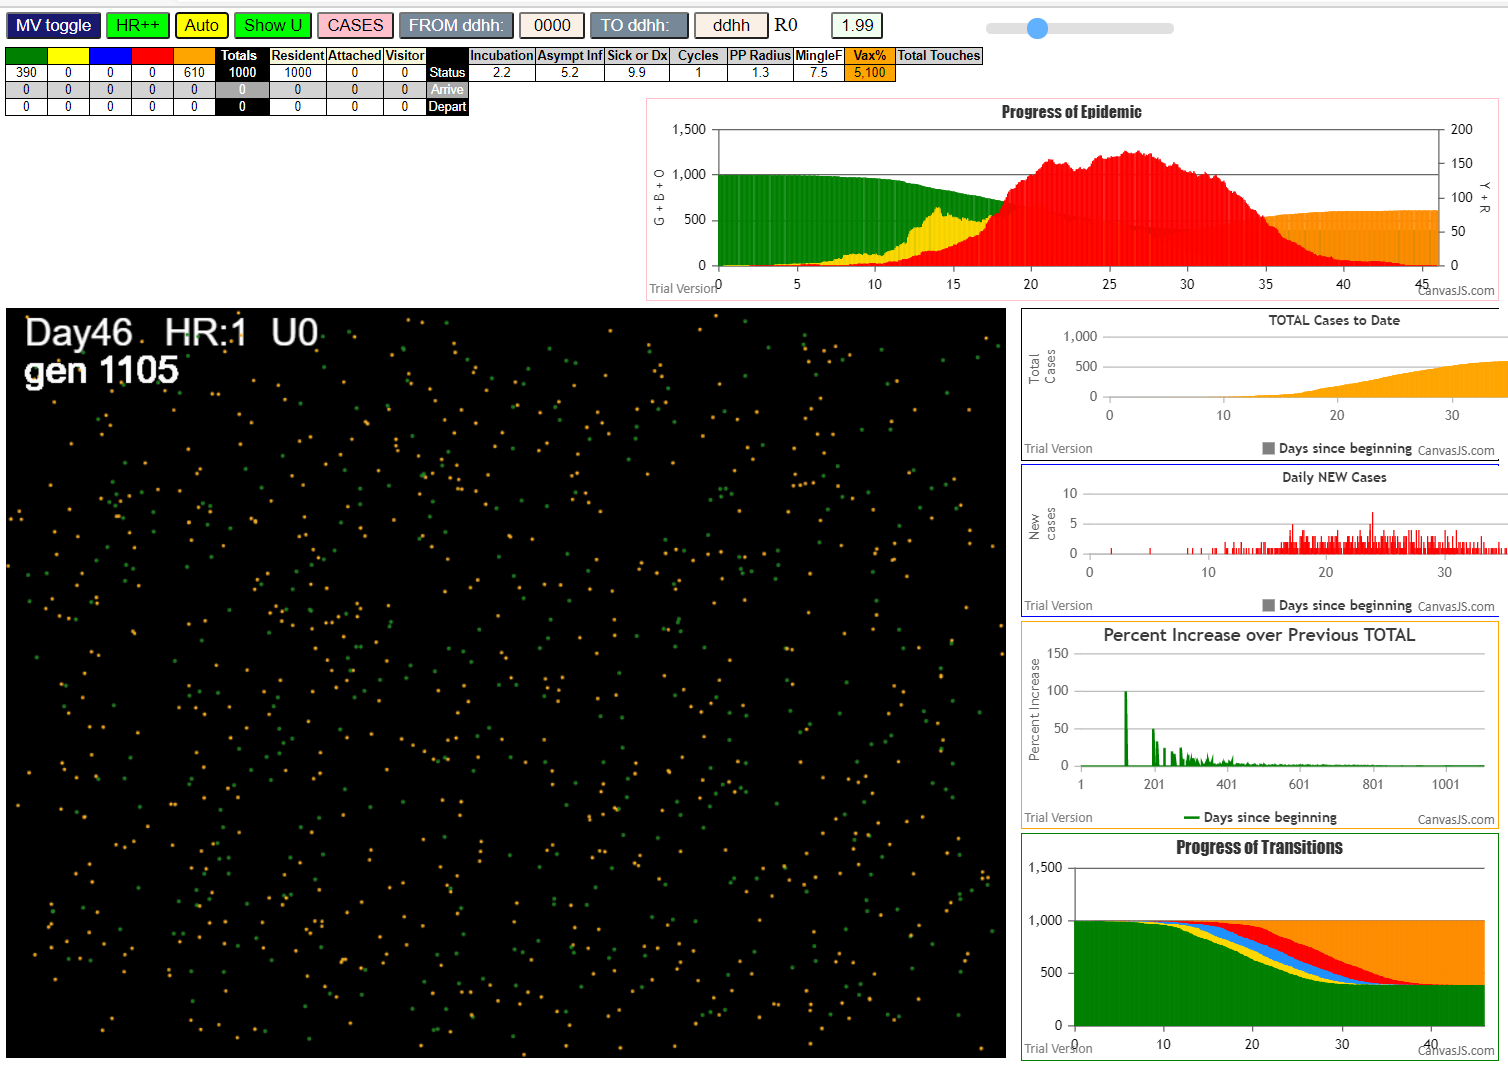 MV toggle HR++ Auto Show U CASES FROM ddhh: 0000 TO ddhh: ddhh R0 1.99
Totals Resident Attached Visitor Incubation Asympt Inf Sick or Dx Cycles PP Radius MingleF Vax% Total Touches
390 0 0 0 610 1000 1000 0 0 Status 2.2 5.2 9.9 1 1.3 7.5 5,100
0 0 0 0 0 0 0 0 0 Arrive
0 0 0 0 0 0 0 0 0 Depart
Progress of Epidemic
1,500 200
150
1,000
100
500
50
0 0
G + B + O
Y + R
0 5 10 15 20 25 30 35 40 45
Trial Version CanvasJS.com
Day46 HR:1 U0
gen 1105
TOTAL Cases to Date
1,000
500
0
Total
Cases
0 10 20 30
Days since beginning
Trial Version CanvasJS.com
Daily NEW Cases
10
5
0
New
cases
0 10 20 30
Days since beginning
Trial Version CanvasJS.com
Percent Increase over Previous TOTAL
150
100
50
0
Percent Increase
1 201 401 601 801 1001
Days since beginning
Trial Version CanvasJS.com
Progress of Transitions
1,500
1,000
500
0
0 10 20 30 40
Trial Version CanvasJS.com